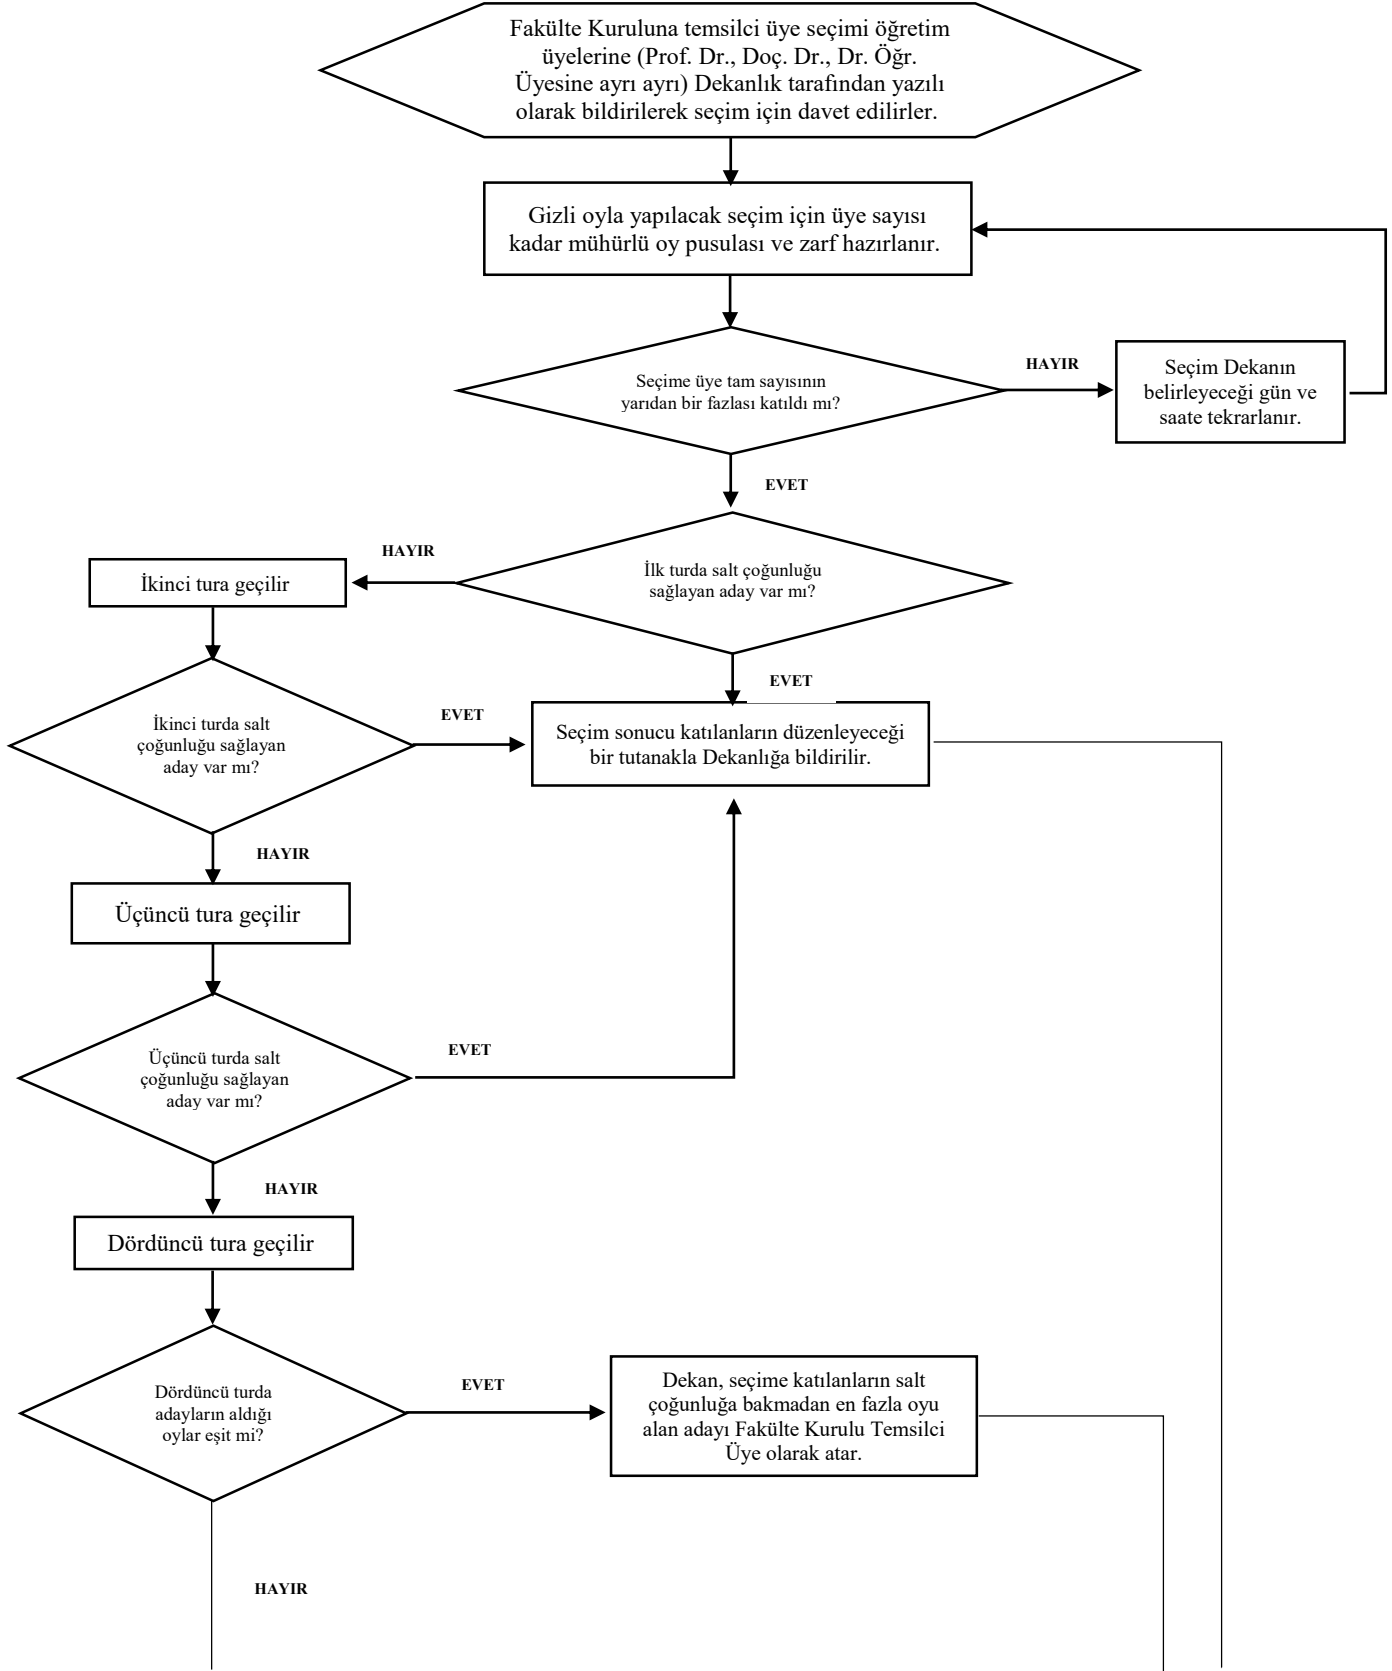 Fakülte Kuruluna temsilci üye seçimi öğretim
üyelerine (Prof. Dr., Doç. Dr., Dr. Öğr.
Üyesine ayrı ayrı) Dekanlık tarafından yazılı
olarak bildirilerek seçim için davet edilirler.
Gizli oyla yapılacak seçim için üye sayısı
kadar mühürlü oy pusulası ve zarf hazırlanır.
Seçime üye tam sayısının
yarıdan bir fazlası katıldı mı?
HAYIR
Seçim Dekanın
belirleyeceği gün ve
saate tekrarlanır.
EVET
İlk turda salt çoğunluğu
sağlayan aday var mı?
HAYIR
İkinci tura geçilir
EVET
İkinci turda salt
çoğunluğu sağlayan
aday var mı?
EVET
Seçim sonucu katılanların düzenleyeceği
bir tutanakla Dekanlığa bildirilir.
HAYIR
Üçüncü tura geçilir
Üçüncü turda salt
çoğunluğu sağlayan
aday var mı?
EVET
HAYIR
Dördüncü tura geçilir
Dördüncü turda
adayların aldığı
oylar eşit mi?
EVET
Dekan, seçime katılanların salt
çoğunluğa bakmadan en fazla oyu
alan adayı Fakülte Kurulu Temsilci
Üye olarak atar.
HAYIR